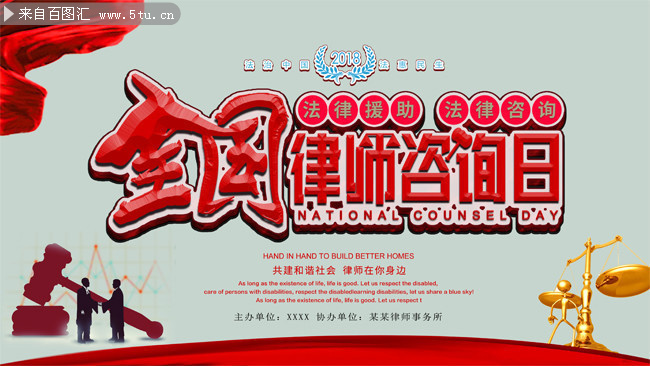 来自百图汇
www.5tu.cn
法治中国 2018 法惠民生
法律援助 法律咨询
全国律师咨询日
NATIONAL COUNSEL DAY
HAND IN HAND TO BUILD BETTER HOMES
共建和谐社会 律师在你身边
As long as the existence of life, life is good. Let us respect the disabled,
care of persons with disabilities, respect the disabledlearning disabilities, let us share a blue sky!
As long as the existence of life, life is good. Let us respect t
主办单位：XXXX 协办单位：某某律师事务所